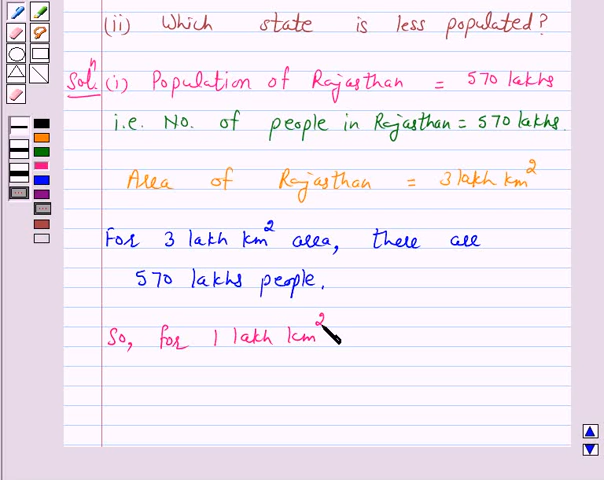 (ii) Which state is less populated?
Solⁿ. (i) Population of Rajasthan = 570 lakhs
i.e. No. of people in Rajasthan = 570 lakhs.
Area of Rajasthan = 3 lakh km²
For 3 lakh km² area, there are
570 lakhs people.
So, for 1 lakh km²